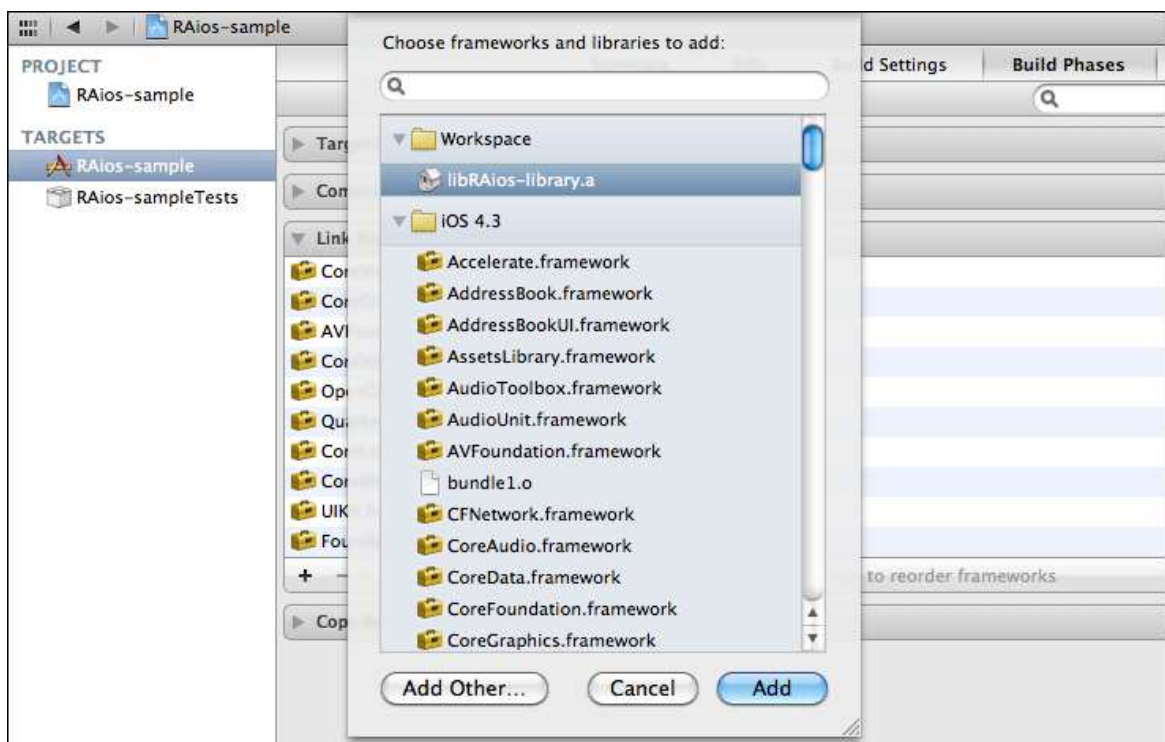 RAios-sample
PROJECT
RAios-sample
TARGETS
RAios-sample
RAios-sampleTests
Build Phases
Choose frameworks and libraries to add:
Workspace
libRAios-library.a
iOS 4.3
Accelerate.framework
AddressBook.framework
AddressBookUI.framework
AssetsLibrary.framework
AudioToolbox.framework
AudioUnit.framework
AVFoundation.framework
bundle1.o
CFNetwork.framework
CoreAudio.framework
CoreData.framework
CoreFoundation.framework
CoreGraphics.framework
Add Other...
Cancel
Add
Settings
Link
+ −
to reorder frameworks